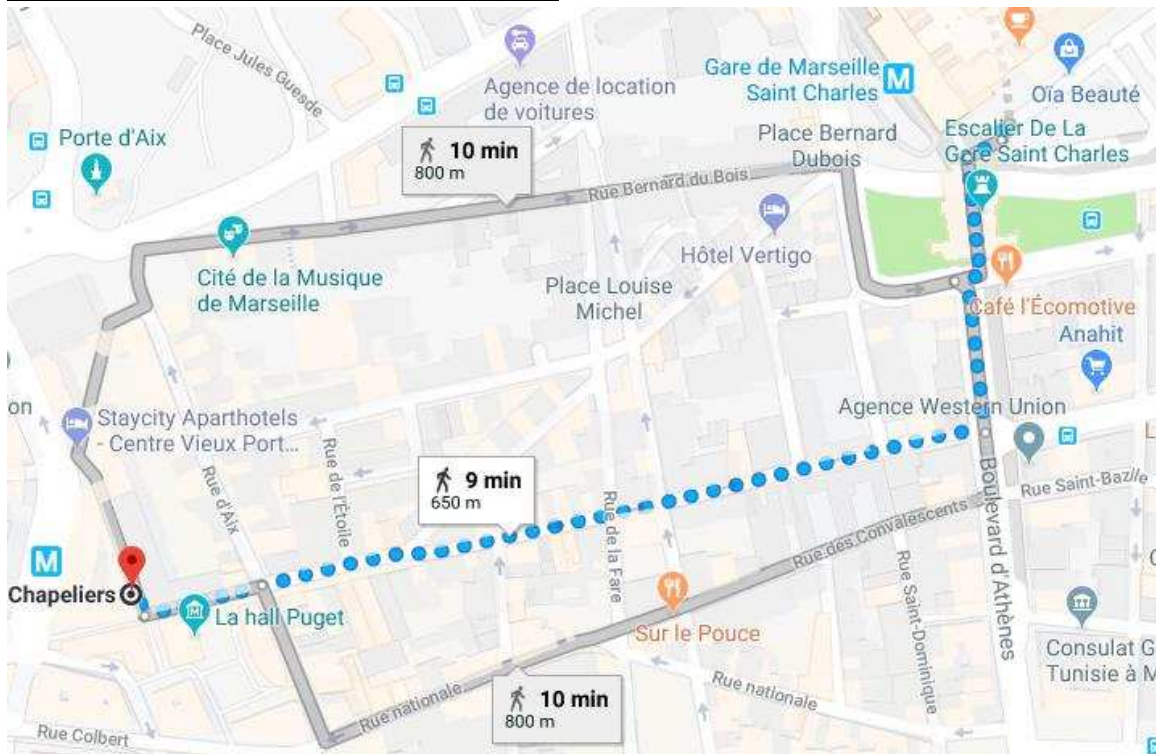 Place Jules Guesde
Agence de location
de voitures
Gare de Marseille
Saint Charles
M
Oïa Beauté
Porte d'Aix
10 min
800 m
Place Bernard
Dubois
Escalier De La
Gare Saint Charles
Rue Bernard du Bois
Cité de la Musique
de Marseille
Hôtel Vertigo
Place Louise
Michel
Café l'Écomotive
Anahit
on
Staycity Aparthotels
- Centre Vieux Port...
Agence Western Union
Rue d'Aix
Rue de l'Étoile
9 min
650 m
Rue de la Fare
Boulevard d'Athènes
Rue Saint-Bazile
Rue des Convalescents
M
Chapeliers
La hall Puget
Sur le Pouce
Rue Saint-Dominique
Consulat G
Tunisie à M
10 min
800 m
Rue nationale
Rue nationale
Rue Colbert